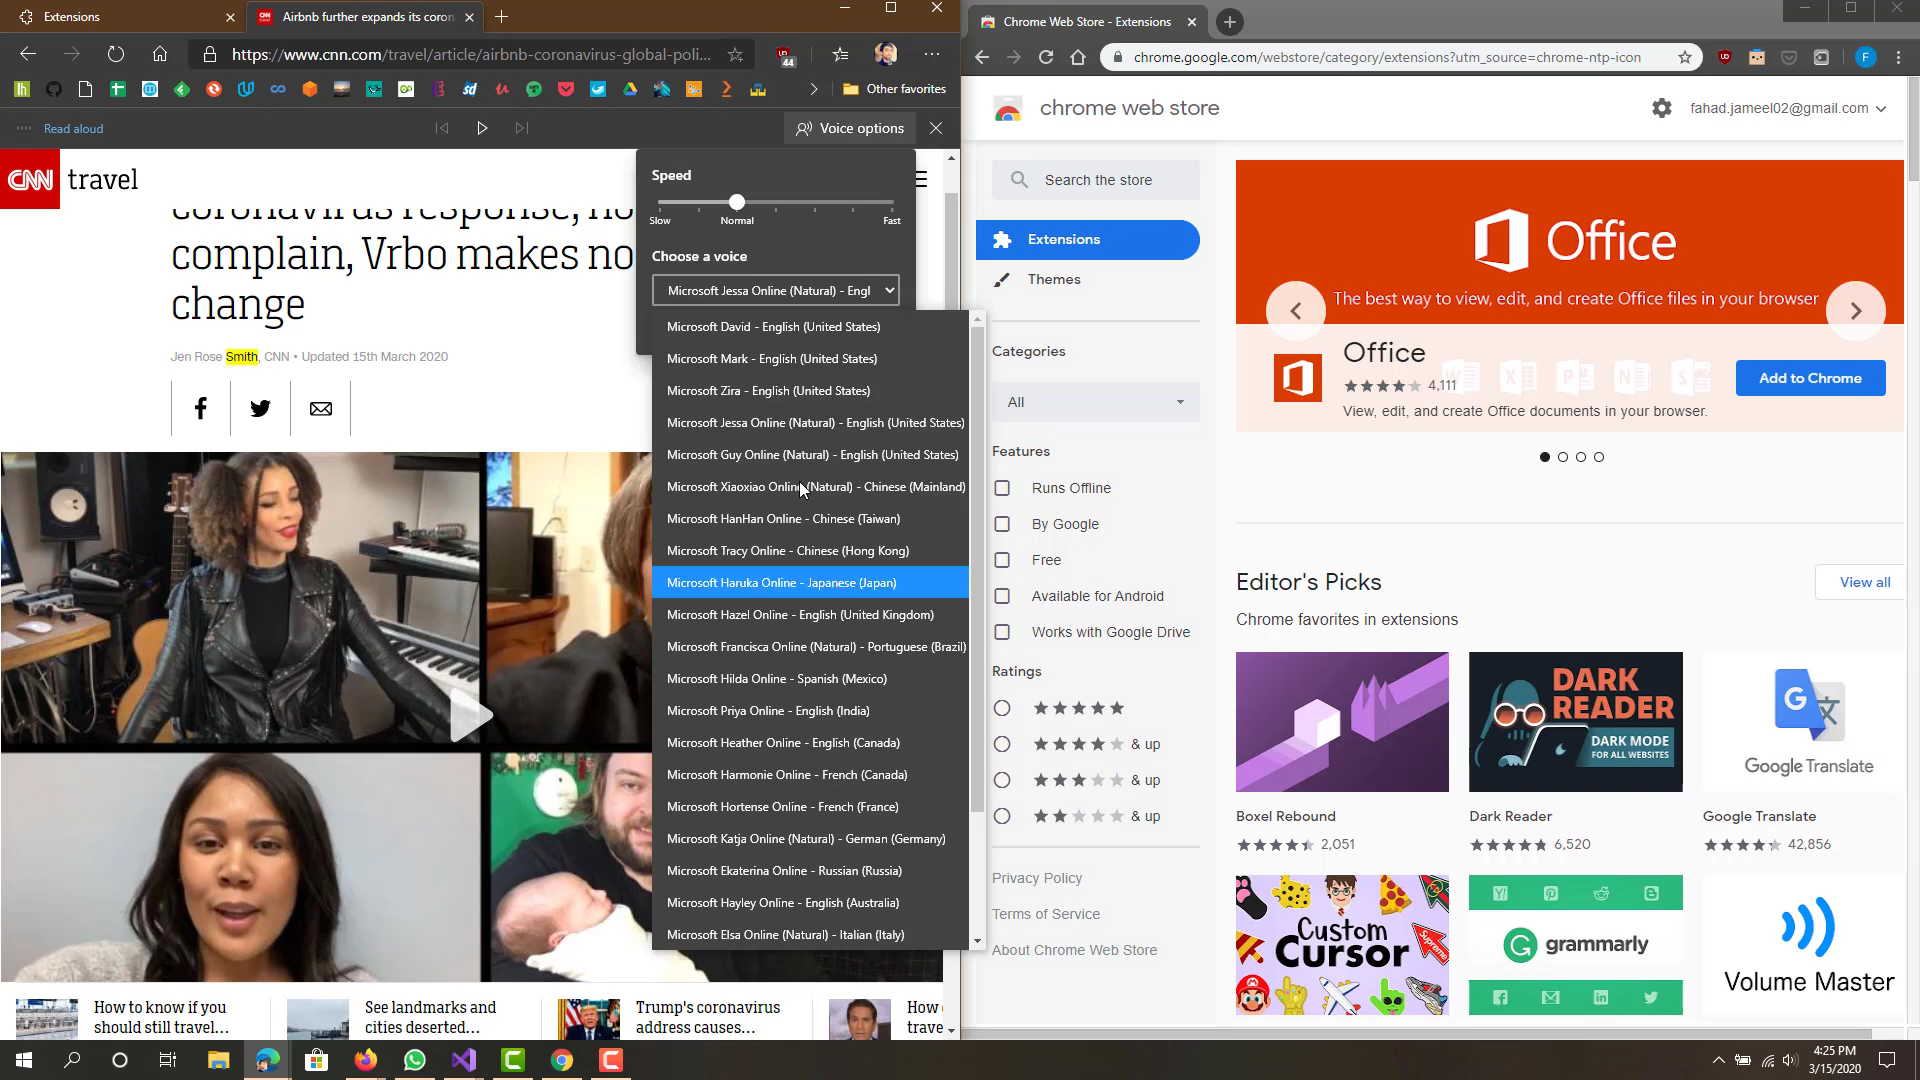 Extensions
Airbnb further expands its coron
https://www.cnn.com/travel/article/airbnb-coronavirus-global-poli...
44
Other favorites
Read aloud
Voice options
CNN travel
coronavirus response, ho
complain, Vrbo makes no
change
Jen Rose Smith, CNN • Updated 15th March 2020
Speed
Slow
Normal
Fast
Choose a voice
Microsoft Jessa Online (Natural) - Engl
Microsoft David - English (United States)
Microsoft Mark - English (United States)
Microsoft Zira - English (United States)
Microsoft Jessa Online (Natural) - English (United States)
Microsoft Guy Online (Natural) - English (United States)
Microsoft Xiaoxiao Online (Natural) - Chinese (Mainland)
Microsoft HanHan Online - Chinese (Taiwan)
Microsoft Tracy Online - Chinese (Hong Kong)
Microsoft Haruka Online - Japanese (Japan)
Microsoft Hazel Online - English (United Kingdom)
Microsoft Francisca Online (Natural) - Portuguese (Brazil)
Microsoft Hilda Online - Spanish (Mexico)
Microsoft Priya Online - English (India)
Microsoft Heather Online - English (Canada)
Microsoft Harmonie Online - French (Canada)
Microsoft Hortense Online - French (France)
Microsoft Katja Online (Natural) - German (Germany)
Microsoft Ekaterina Online - Russian (Russia)
Microsoft Hayley Online - English (Australia)
Microsoft Elsa Online (Natural) - Italian (Italy)
How to know if you
should still travel...
See landmarks and
cities deserted...
Trump's coronavirus
address causes...
How
trave
Chrome Web Store - Extensions
chrome.google.com/webstore/category/extensions?utm_source=chrome-ntp-icon
F
chrome web store
fahad.jameel02@gmail.com
Search the store
Extensions
Themes
Categories
All
Features
Runs Offline
By Google
Free
Available for Android
Works with Google Drive
Ratings
& up
& up
& up
Privacy Policy
Terms of Service
About Chrome Web Store
Office
The best way to view, edit, and create Office files in your browser
Office
4,111
View, edit, and create Office documents in your browser.
Add to Chrome
Editor's Picks
View all
Chrome favorites in extensions
DARK
READER
DARK MODE
FOR ALL WEBSITES
Google Translate
Boxel Rebound
2,051
Dark Reader
6,520
Google Translate
42,856
Custom
Cursor
Supreme
grammarly
Volume Master
4:25 PM
3/15/2020